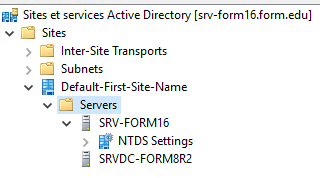 Sites et services Active Directory [srv-form16.form.edu]
Sites
Inter-Site Transports
Subnets
Default-First-Site-Name
Servers
SRV-FORM16
NTDS Settings
SRVDC-FORM8R2